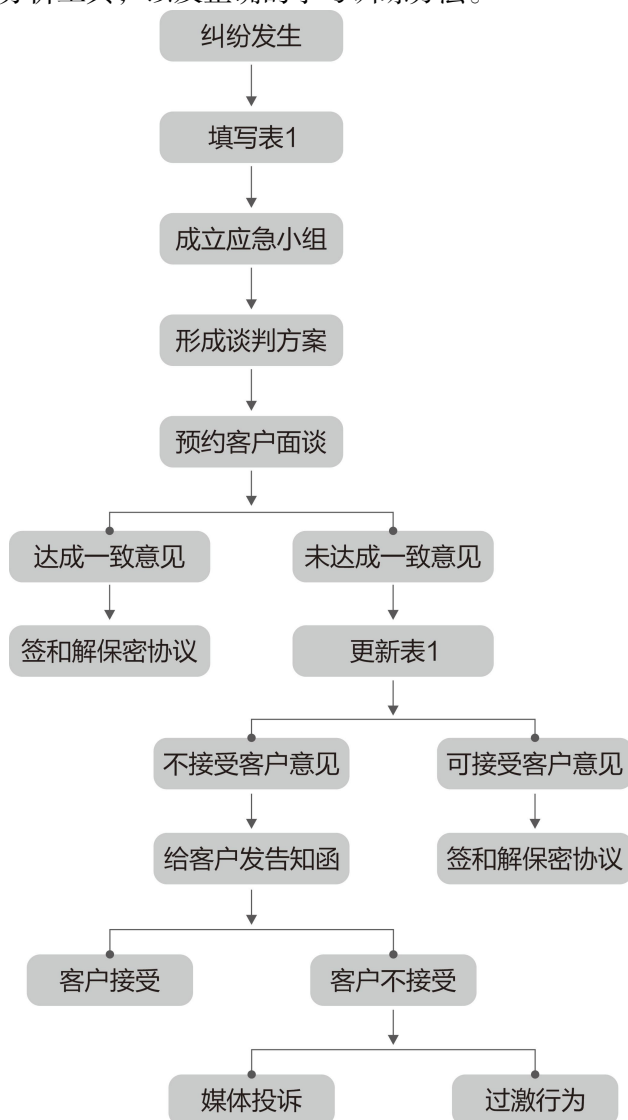 纠纷发生
填写表1
成立应急小组
形成谈判方案
预约客户面谈
达成一致意见
未达成一致意见
签和解保密协议
更新表1
不接受客户意见
可接受客户意见
给客户发告知函
签和解保密协议
客户接受
客户不接受
媒体投诉
过激行为